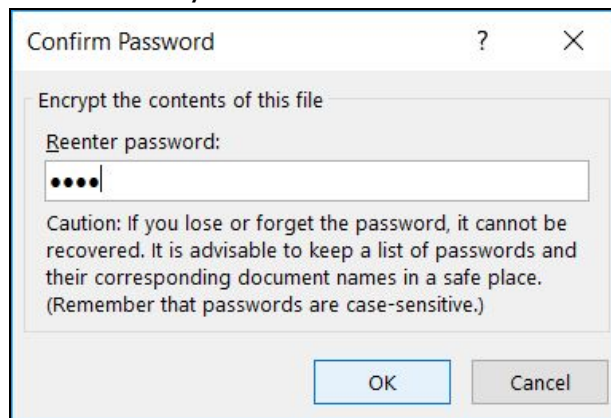 Confirm Password ?
Encrypt the contents of this file
Reenter password:
••••
Caution: If you lose or forget the password, it cannot be
recovered. It is advisable to keep a list of passwords and
their corresponding document names in a safe place.
(Remember that passwords are case-sensitive.)
OK Cancel